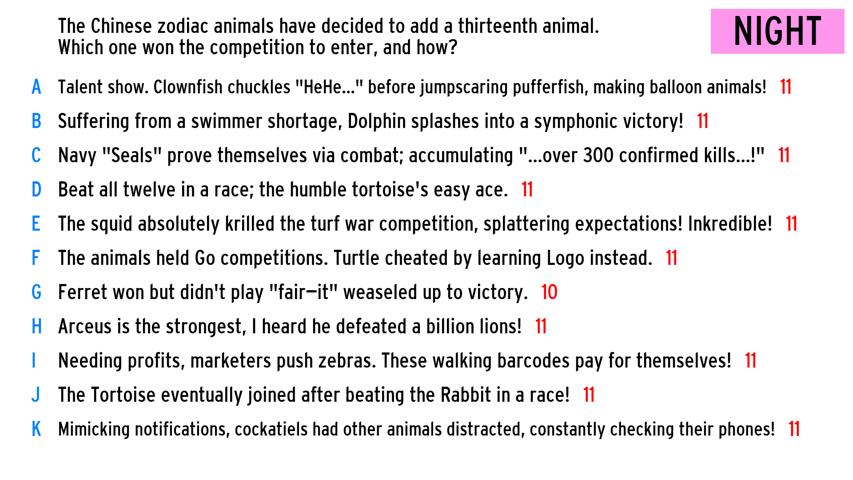 The Chinese zodiac animals have decided to add a thirteenth animal.
Which one won the competition to enter, and how?
NIGHT
A Talent show. Clownfish chuckles "HeHe..." before jumpscaring pufferfish, making balloon animals! 11
B Suffering from a swimmer shortage, Dolphin splashes into a symphonic victory! 11
C Navy "Seals" prove themselves via combat; accumulating "...over 300 confirmed kills...!" 11
D Beat all twelve in a race; the humble tortoise's easy ace. 11
E The squid absolutely krilled the turf war competition, splattering expectations! Inkredible! 11
F The animals held Go competitions. Turtle cheated by learning Logo instead. 11
G Ferret won but didn't play "fair—it" weaseled up to victory. 10
H Arceus is the strongest, I heard he defeated a billion lions! 11
I Needing profits, marketers push zebras. These walking barcodes pay for themselves! 11
J The Tortoise eventually joined after beating the Rabbit in a race! 11
K Mimicking notifications, cockatiels had other animals distracted, constantly checking their phones! 11